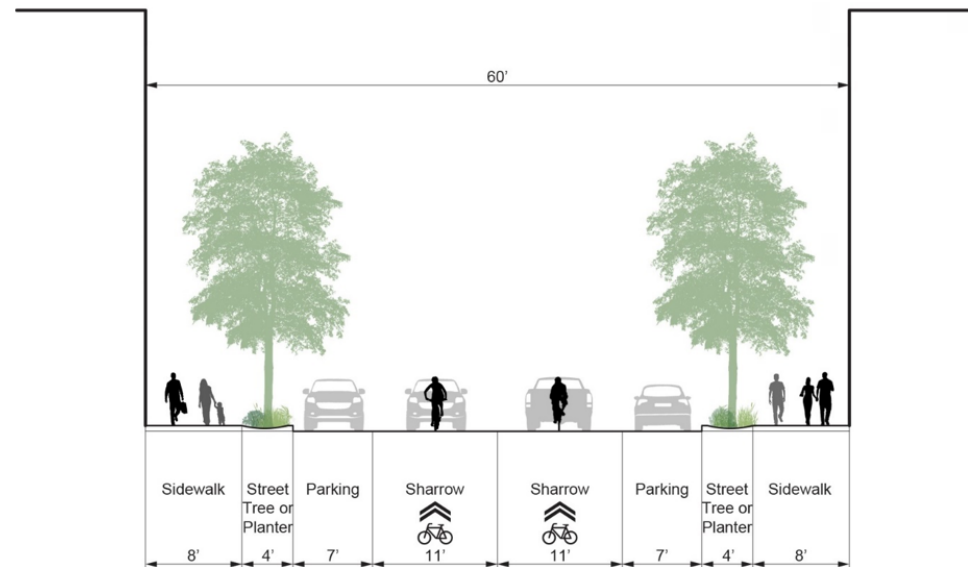 60'
Sidewalk
Street
Tree or
Planter
Parking
Sharrow
Sharrow
Parking
Street
Tree or
Planter
Sidewalk
8'
4'
7'
11'
11'
7'
4'
8'